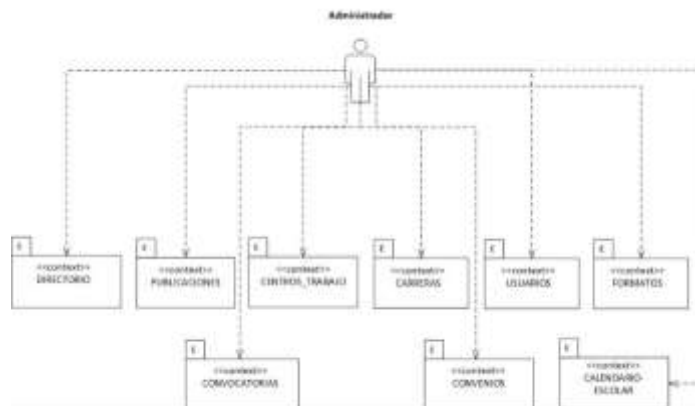 Administrador
E
E
E
E
E
E
<<context>>
DIRECTORIO
<<context>>
PUBLICACIONES
<<context>>
CENTROS_TRABAJO
<<context>>
CARRERAS
<<context>>
USUARIOS
<<context>>
FORMATOS
E
E
E
<<context>>
CONVOCATORIAS
<<context>>
CONVENIOS
<<context>>
CALENDARIO-
ESCOLAR